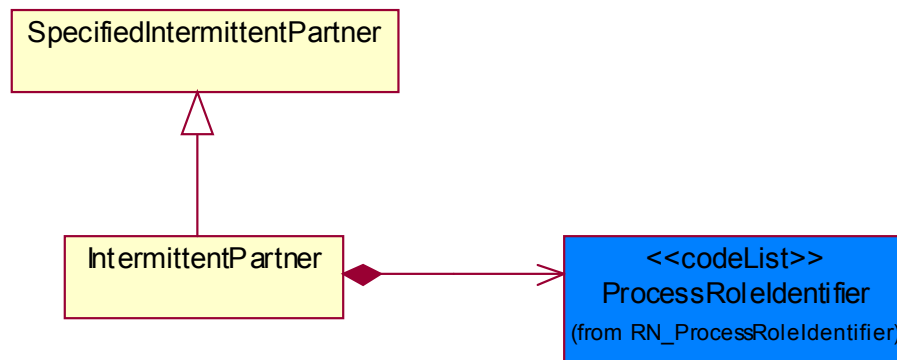 SpecifiedIntermittentPartner
IntermittentPartner
<<codeList>>
ProcessRoleIdentifier
(from RN_ProcessRoleIdentifier)